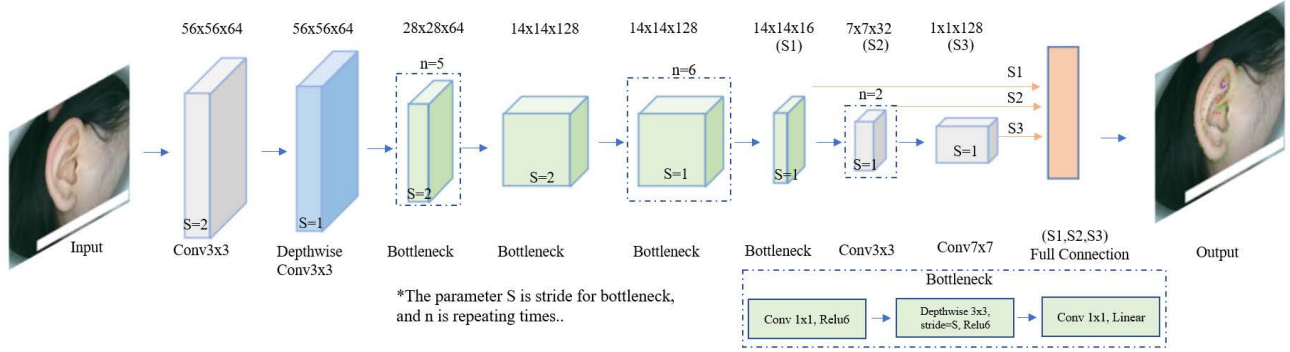 56x56x64
56x56x64
28x28x64
14x14x128
14x14x128
14x14x16
(S1)
7x7x32
(S2)
1x1x128
(S3)
n=5
n=6
n=2
S1
S2
S3
S=2
S=1
S=2
S=2
S=1
S=1
S=1
S=1
Input
Conv3x3
Depthwise
Conv3x3
Bottleneck
Bottleneck
Bottleneck
Bottleneck
Conv3x3
Conv7x7
(S1,S2,S3)
Full Connection
Output
*The parameter S is stride for bottleneck,
and n is repeating times..
Bottleneck
Conv 1x1, Relu6
Depthwise 3x3,
stride=S, Relu6
Conv 1x1, Linear